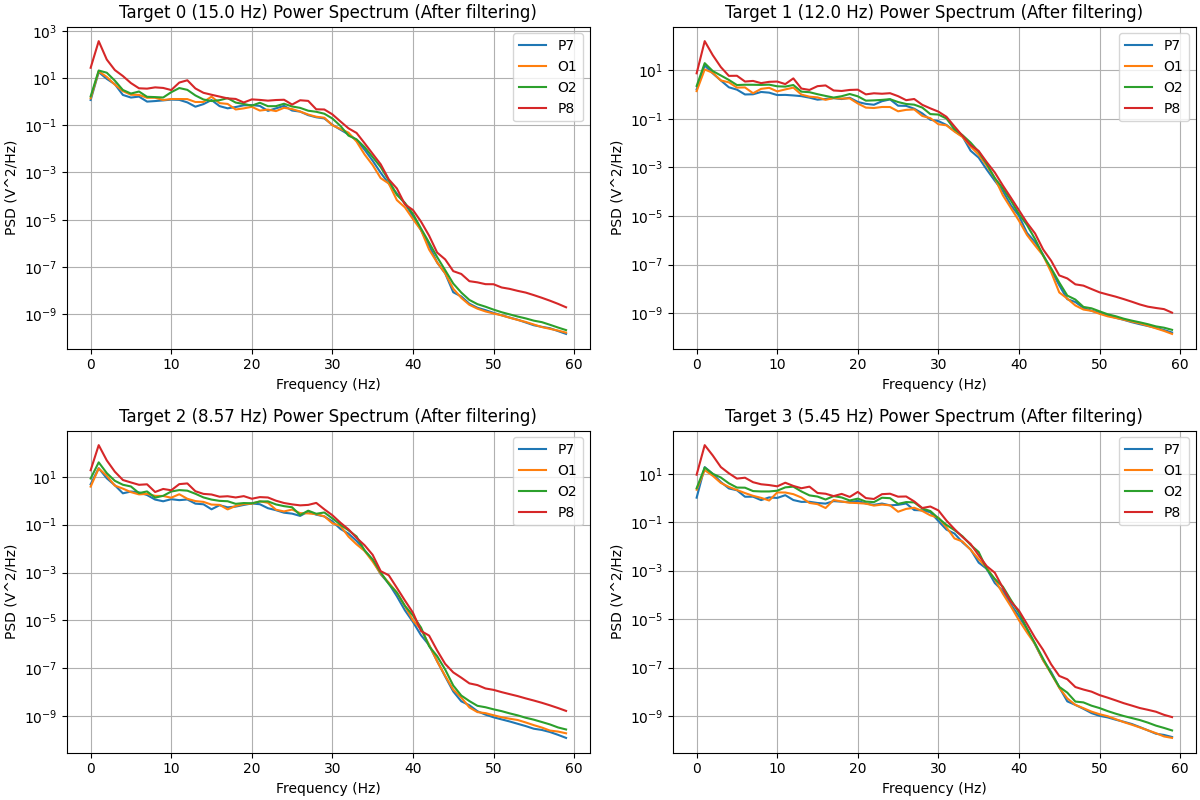 Target 0 (15.0 Hz) Power Spectrum (After filtering)
PSD (V^2/Hz)
10^3
10^1
10^-1
10^-3
10^-5
10^-7
10^-9
P7
O1
O2
P8
0 10 20 30 40 50 60
Frequency (Hz)
Target 1 (12.0 Hz) Power Spectrum (After filtering)
PSD (V^2/Hz)
10^1
10^-1
10^-3
10^-5
10^-7
10^-9
P7
O1
O2
P8
0 10 20 30 40 50 60
Frequency (Hz)
Target 2 (8.57 Hz) Power Spectrum (After filtering)
PSD (V^2/Hz)
10^1
10^-1
10^-3
10^-5
10^-7
10^-9
P7
O1
O2
P8
0 10 20 30 40 50 60
Frequency (Hz)
Target 3 (5.45 Hz) Power Spectrum (After filtering)
PSD (V^2/Hz)
10^1
10^-1
10^-3
10^-5
10^-7
10^-9
P7
O1
O2
P8
0 10 20 30 40 50 60
Frequency (Hz)